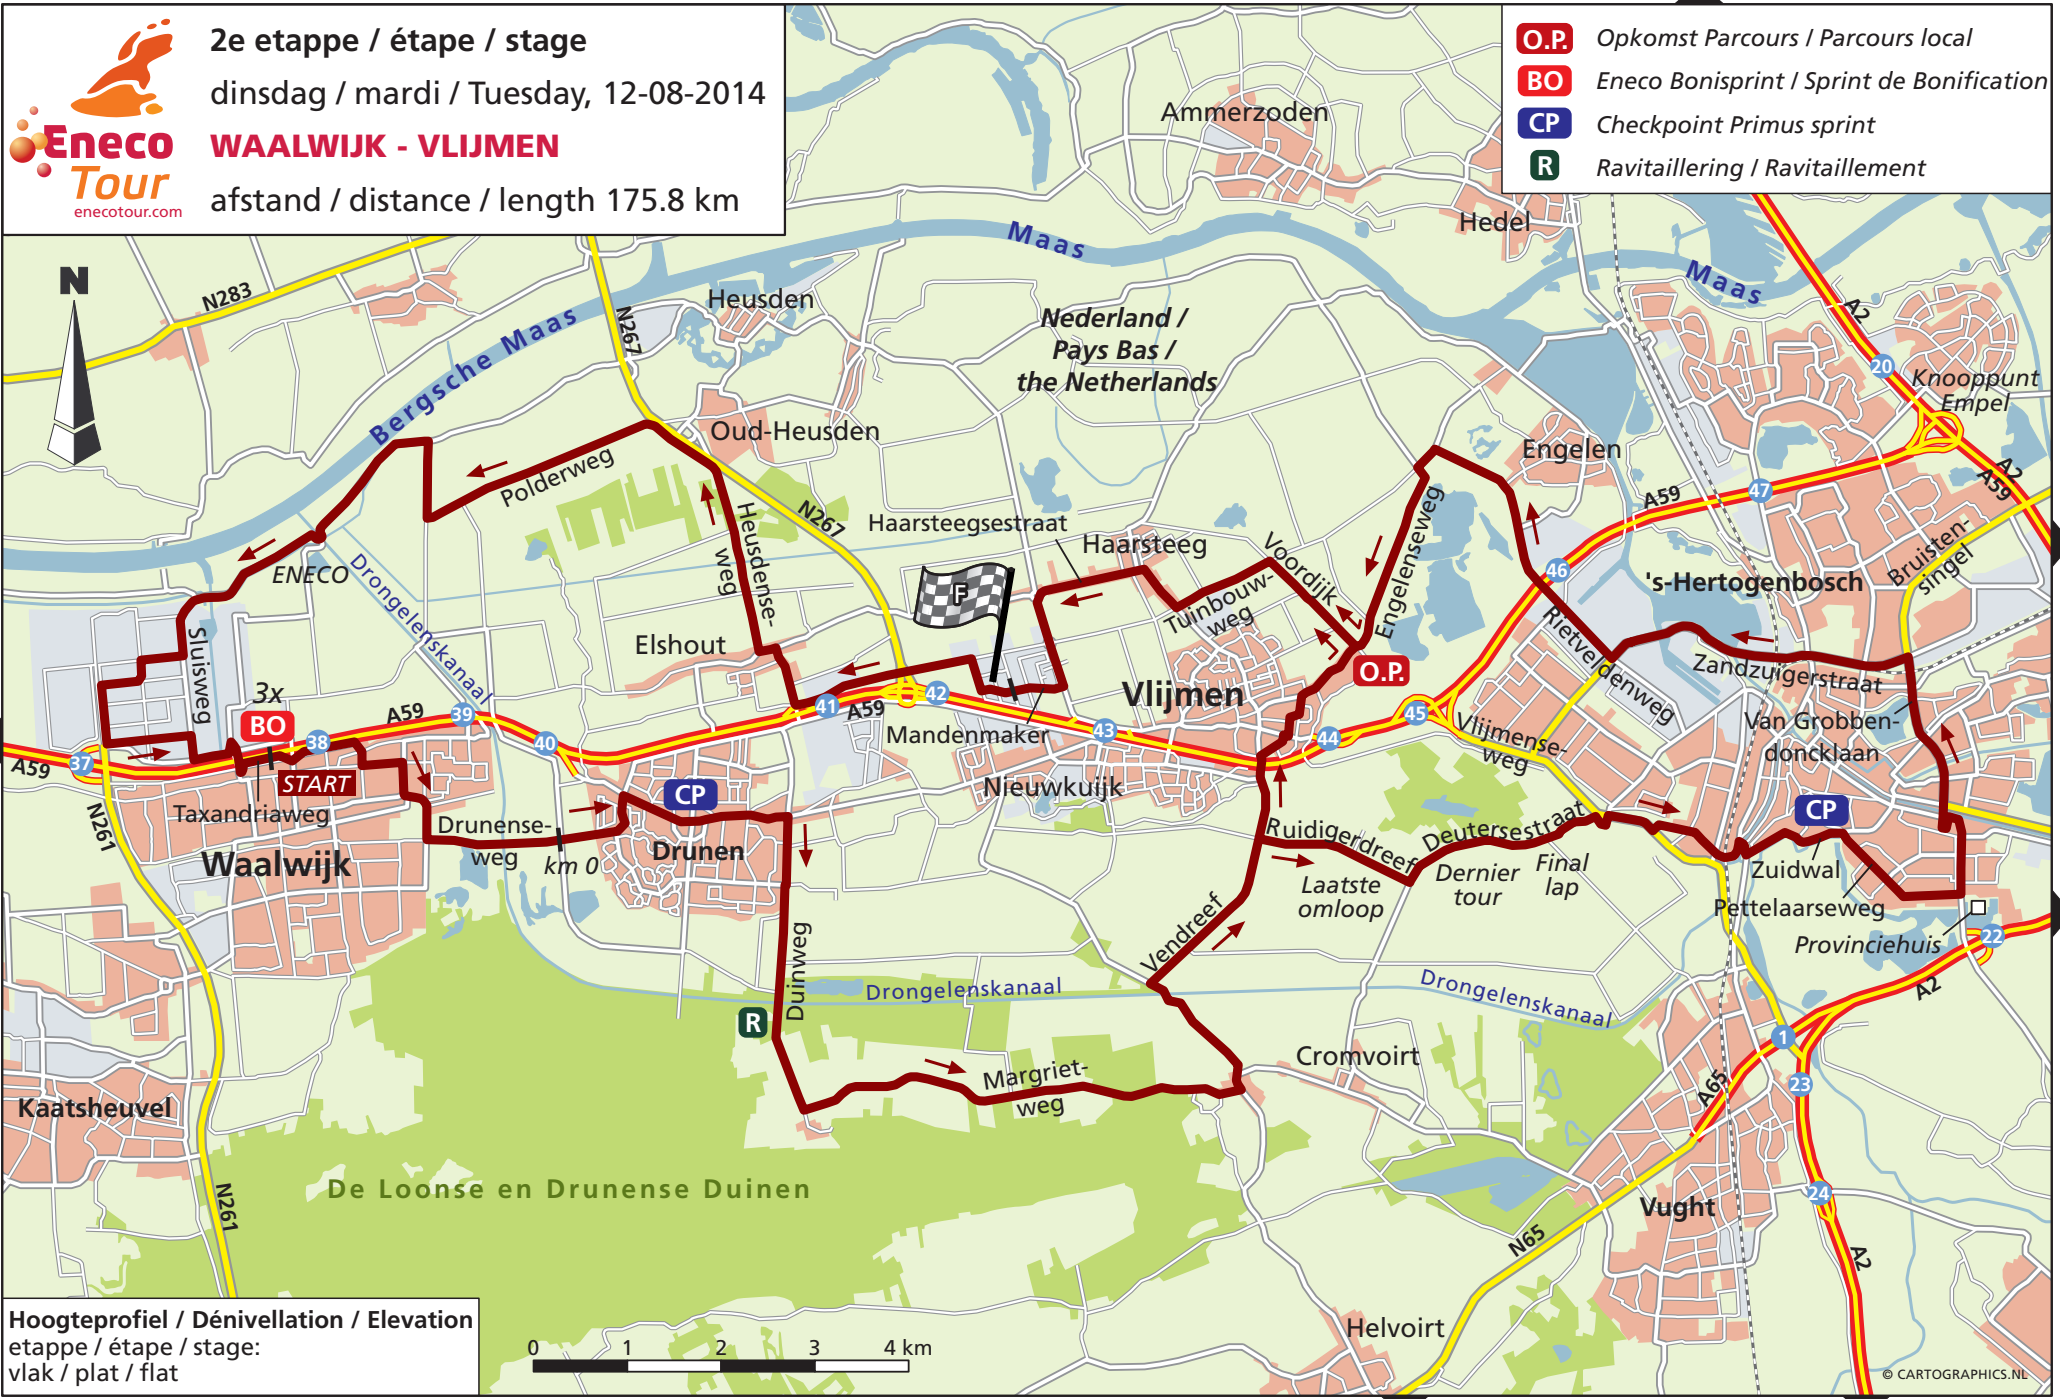 2e etappe / étape / stage
dinsdag / mardi / Tuesday, 12-08-2014
WAALWIJK - VLIJMEN
afstand / distance / length 175.8 km
Eneco
Tour
enecotour.com
O.P. Opkomst Parcours / Parcours local
BO Eneco Bonisprint / Sprint de Bonification
CP Checkpoint Primus sprint
R Ravitaillering / Ravitaillement
N
Ammerzoden
Hedel
Maas
Maas
N283
N267
Heusden
Bergsche Maas
Nederland /
Pays Bas /
the Netherlands
A2
20
Knooppunt
Empel
Oud-Heusden
Engelen
Polderweg
A2
A59
47
A59
N267
Heusdense-
weg
Haarsteegsestraat
Haarsteeg
Voordijk
Engelenseweg
Bruisten-
singel
ENECO
Drongelenskanaal
F
Tuinbouw-
weg
46
's-Hertogenbosch
Rietveldenweg
Sluisweg
Elshout
O.P.
Zandzuigerstraat
3x
BO
A59
39
41
A59
42
Vlijmen
45
Vlijmense-
weg
Van Grobben-
doncklaan
37
A59
38
START
40
Mandenmaker
43
44
Nieuwkuijk
CP
CP
N261
Taxandriaweg
Drunense-
weg
km 0
Drunen
Waalwijk
Ruidigerdreef
Deutersestraat
Laatste
omloop
Dernier
tour
Final
lap
Zuidwal
Pettelaarseweg
Provinciehuis
22
Vendreef
Duinweg
R
Drongelenskanaal
Drongelenskanaal
A2
1
Cromvoirt
Margriet-
weg
A65
23
Kaatsheuvel
De Loonse en Drunense Duinen
N261
Vught
24
N65
A2
Helvoirt
Hoogteprofiel / Dénivellation / Elevation
etappe / étape / stage:
vlak / plat / flat
0 1 2 3 4 km
© CARTOGRAPHICS.NL